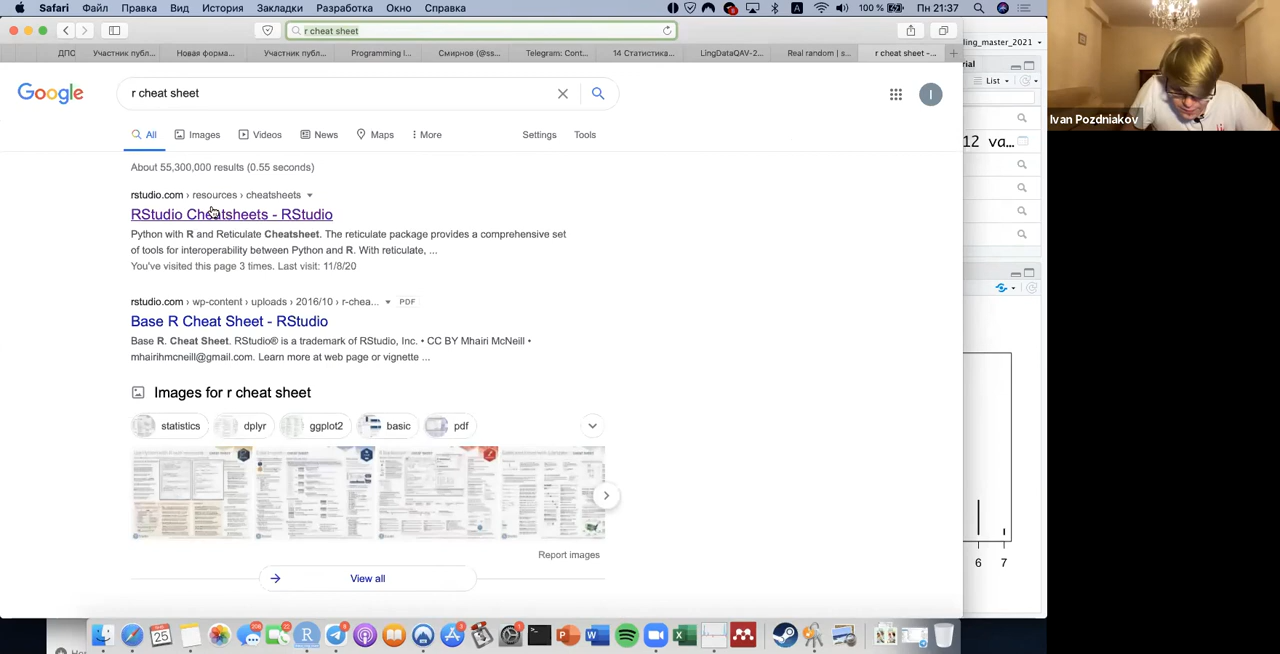 Safari Файл Правка Вид История Закладки Разработка Окно Справка 100 % A Пн 21:37
r cheat sheet
ДПО Участник публ... Новая форма... Участник публ... Programming I... Смирнов (@ss... Telegram: Cont... 14 Статистика... LingDataQAV-2... Real random | s... r cheat sheet -...
ling_master_2021
Google r cheat sheet I
List
All Images Videos News Maps More Settings Tools
Ivan Pozdniakov
12 va...
About 55,300,000 results (0.55 seconds)
rstudio.com › resources › cheatsheets
RStudio Cheatsheets - RStudio
Python with R and Reticulate Cheatsheet. The reticulate package provides a comprehensive set
of tools for interoperability between Python and R. With reticulate, ...
You've visited this page 3 times. Last visit: 11/8/20
rstudio.com › wp-content › uploads › 2016/10 › r-chea... PDF
Base R Cheat Sheet - RStudio
Base R. Cheat Sheet. RStudio® is a trademark of RStudio, Inc. • CC BY Mhairi McNeill •
mhairihmcneill@gmail.com. Learn more at web page or vignette ...
Images for r cheat sheet
statistics dplyr ggplot2 basic pdf
Report images
6 7
View all